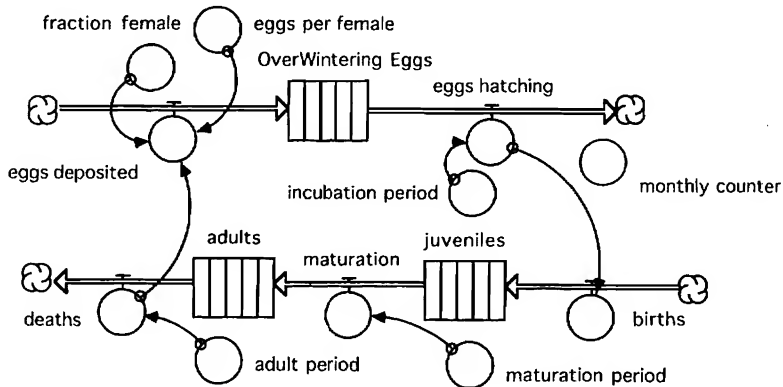 fraction female
eggs per female
OverWintering Eggs
eggs hatching
eggs deposited
incubation period
monthly counter
adults
maturation
juveniles
deaths
births
adult period
maturation period